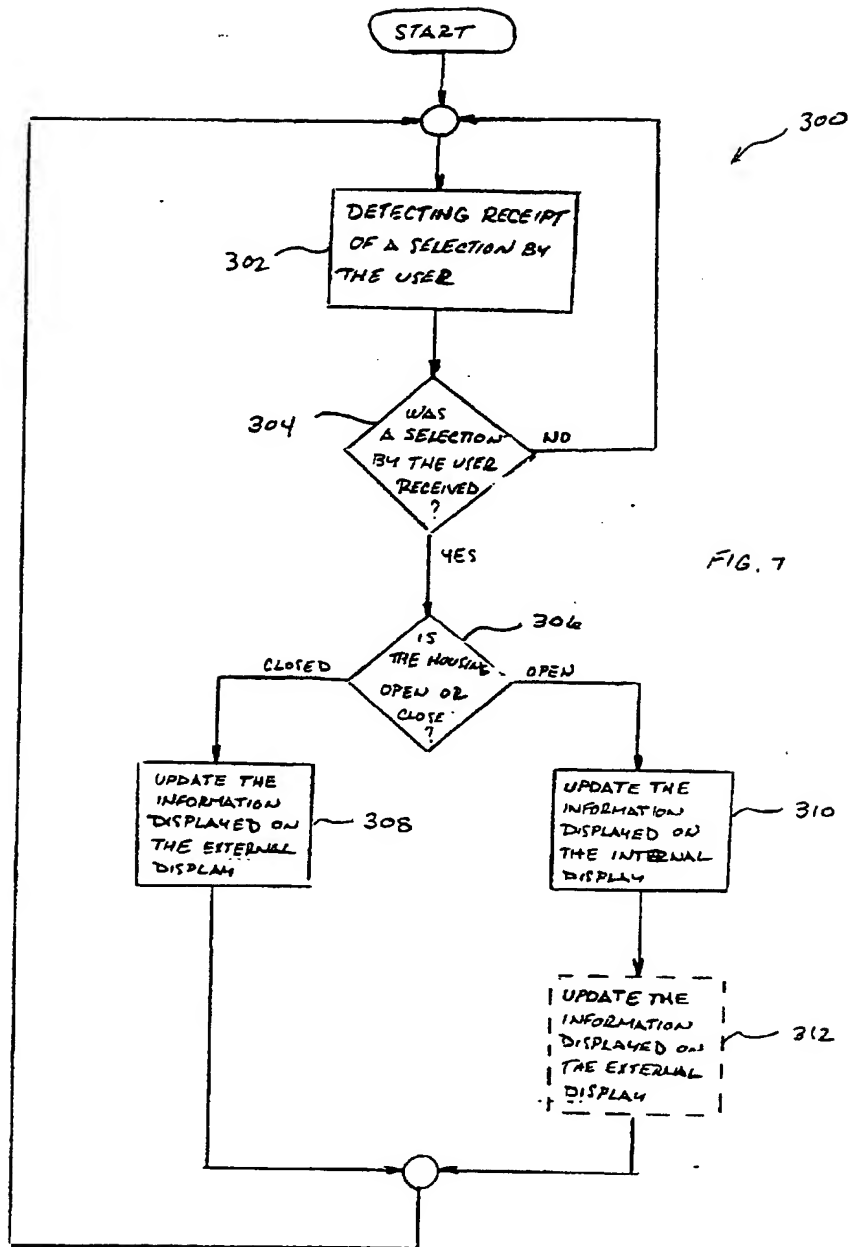 START
300
DETECTING RECEIPT
OF A SELECTION BY
THE USER
302
304
WAS
A SELECTION
BY THE USER
RECEIVED
?
NO
YES
FIG. 7
306
IS
THE HOUSING
OPEN OR
CLOSE
?
CLOSED
OPEN
UPDATE THE
INFORMATION
DISPLAYED ON
THE EXTERNAL
DISPLAY
308
UPDATE THE
INFORMATION
DISPLAYED ON
THE INTERNAL
DISPLAY
310
UPDATE THE
INFORMATION
DISPLAYED ON
THE EXTERNAL
DISPLAY
312